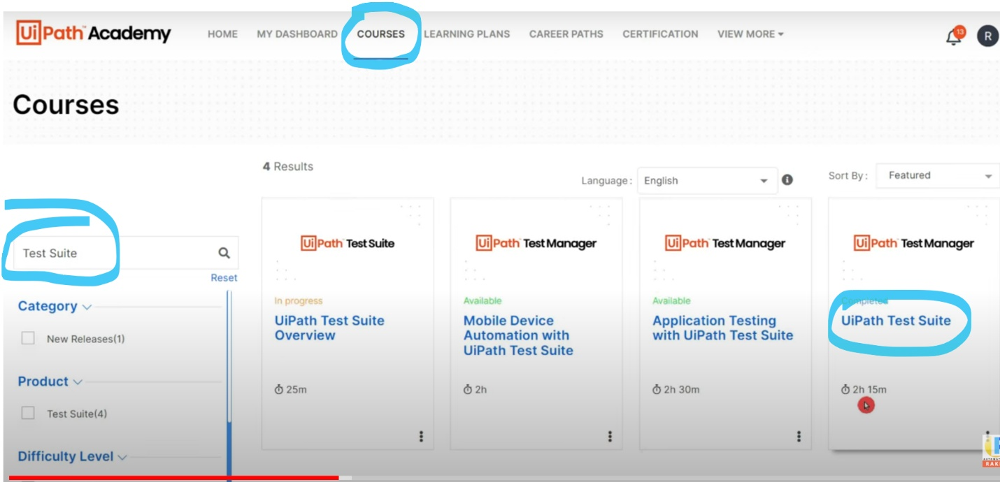 UiPath Academy
HOME MY DASHBOARD COURSES LEARNING PLANS CAREER PATHS CERTIFICATION VIEW MORE
13
R
Courses
4 Results
Language: English
Sort By: Featured
Test Suite
Reset
Category
New Releases(1)
Product
Test Suite(4)
Difficulty Level
UiPath Test Suite
In progress
UiPath Test Suite
Overview
25m
UiPath Test Manager
Available
Mobile Device
Automation with
UiPath Test Suite
2h
UiPath Test Manager
Available
Application Testing
with UiPath Test Suite
2h 30m
UiPath Test Manager
Completed
UiPath Test Suite
2h 15m